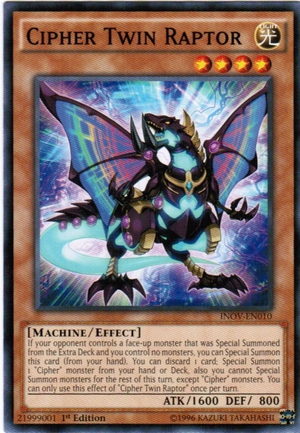 CIPHER TWIN RAPTOR
LIGHT
光
INOV-EN010
[MACHINE/EFFECT]
If your opponent controls a face-up monster that was Special Summoned
from the Extra Deck and you control no monsters, you can Special Summon
this card (from your hand). You can discard 1 card; Special Summon
1 "Cipher" monster from your hand or Deck, also you cannot Special
Summon monsters for the rest of this turn, except "Cipher" monsters. You
can only use this effect of "Cipher Twin Raptor" once per turn.
ATK/1600 DEF/ 800
21999001 1st Edition ©1996 KAZUKI TAKAHASHI